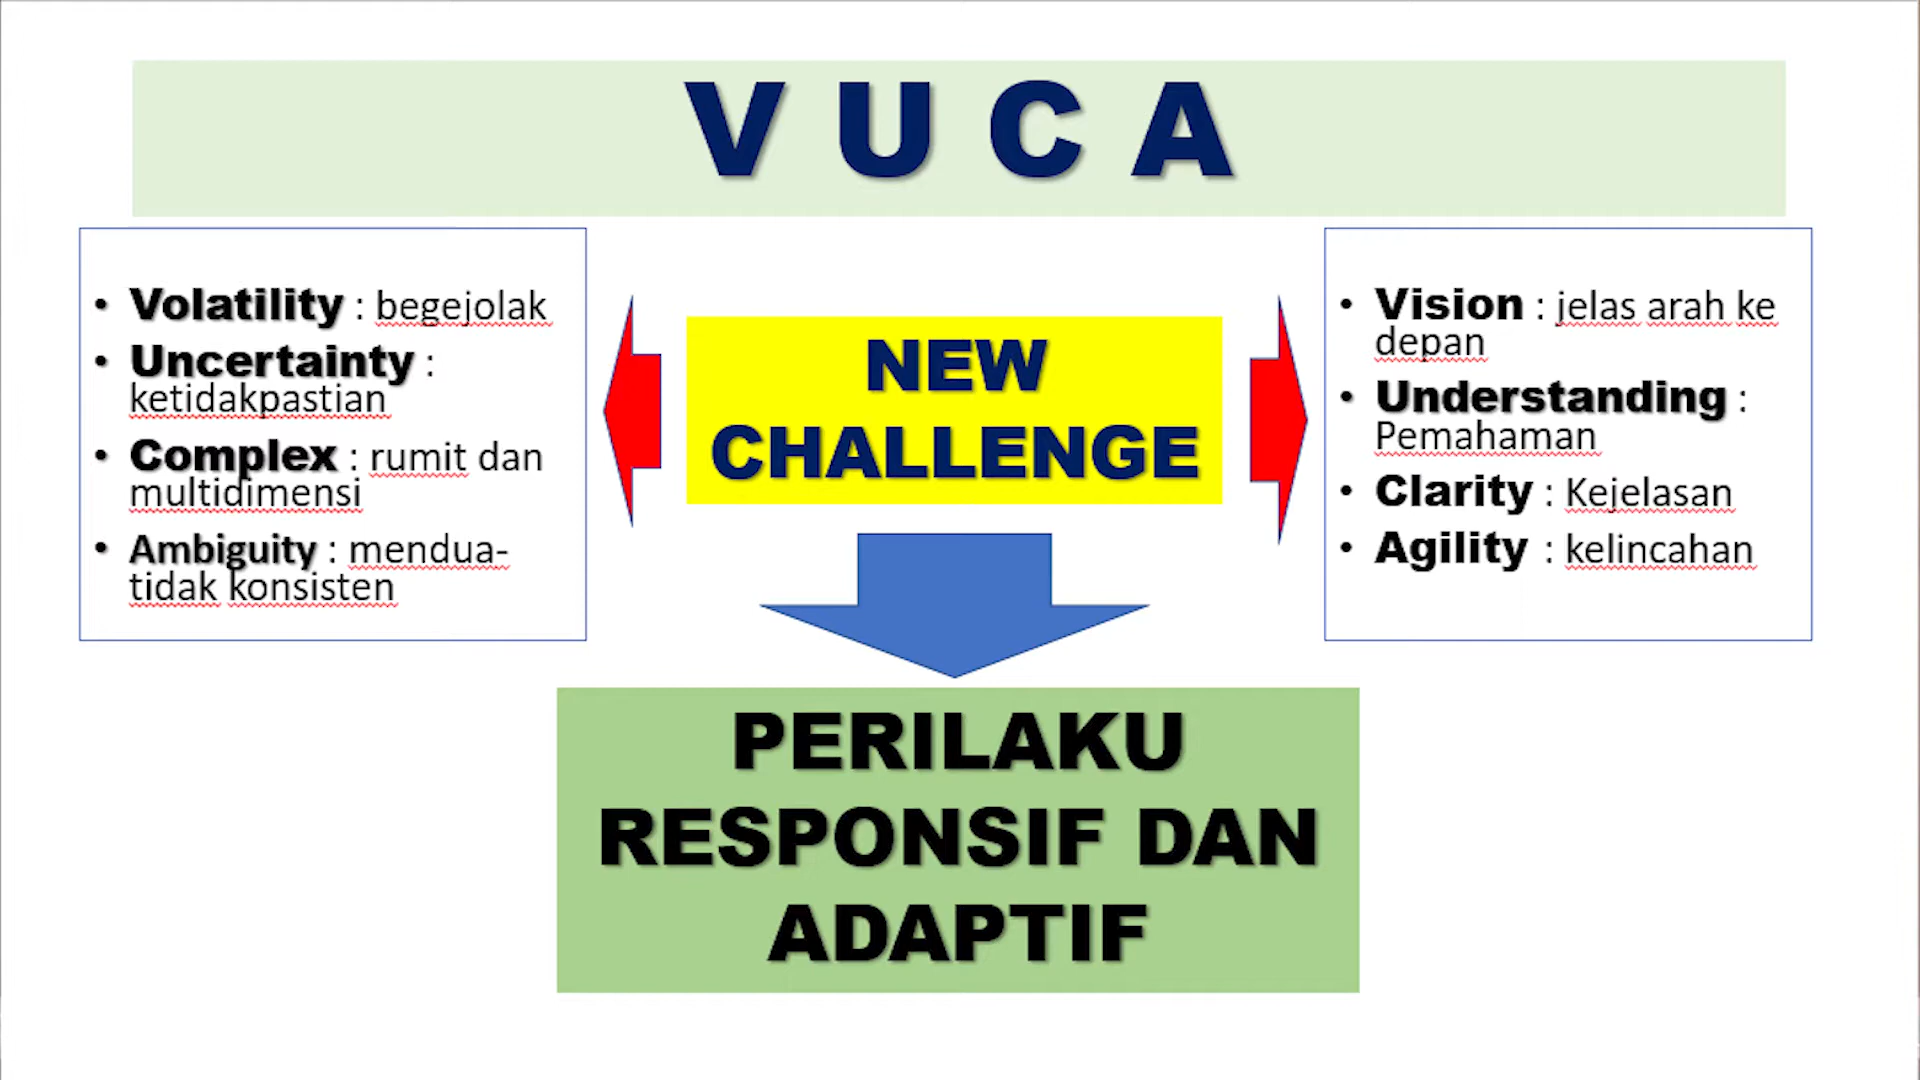 V U C A
• Volatility : begejolak
• Uncertainty :
ketidakpastian
• Complex : rumit dan
multidimensi
• Ambiguity : mendua-
tidak konsisten
NEW
CHALLENGE
• Vision : jelas arah ke
depan
• Understanding :
Pemahaman
• Clarity : Kejelasan
• Agility : kelincahan
PERILAKU
RESPONSIF DAN
ADAPTIF